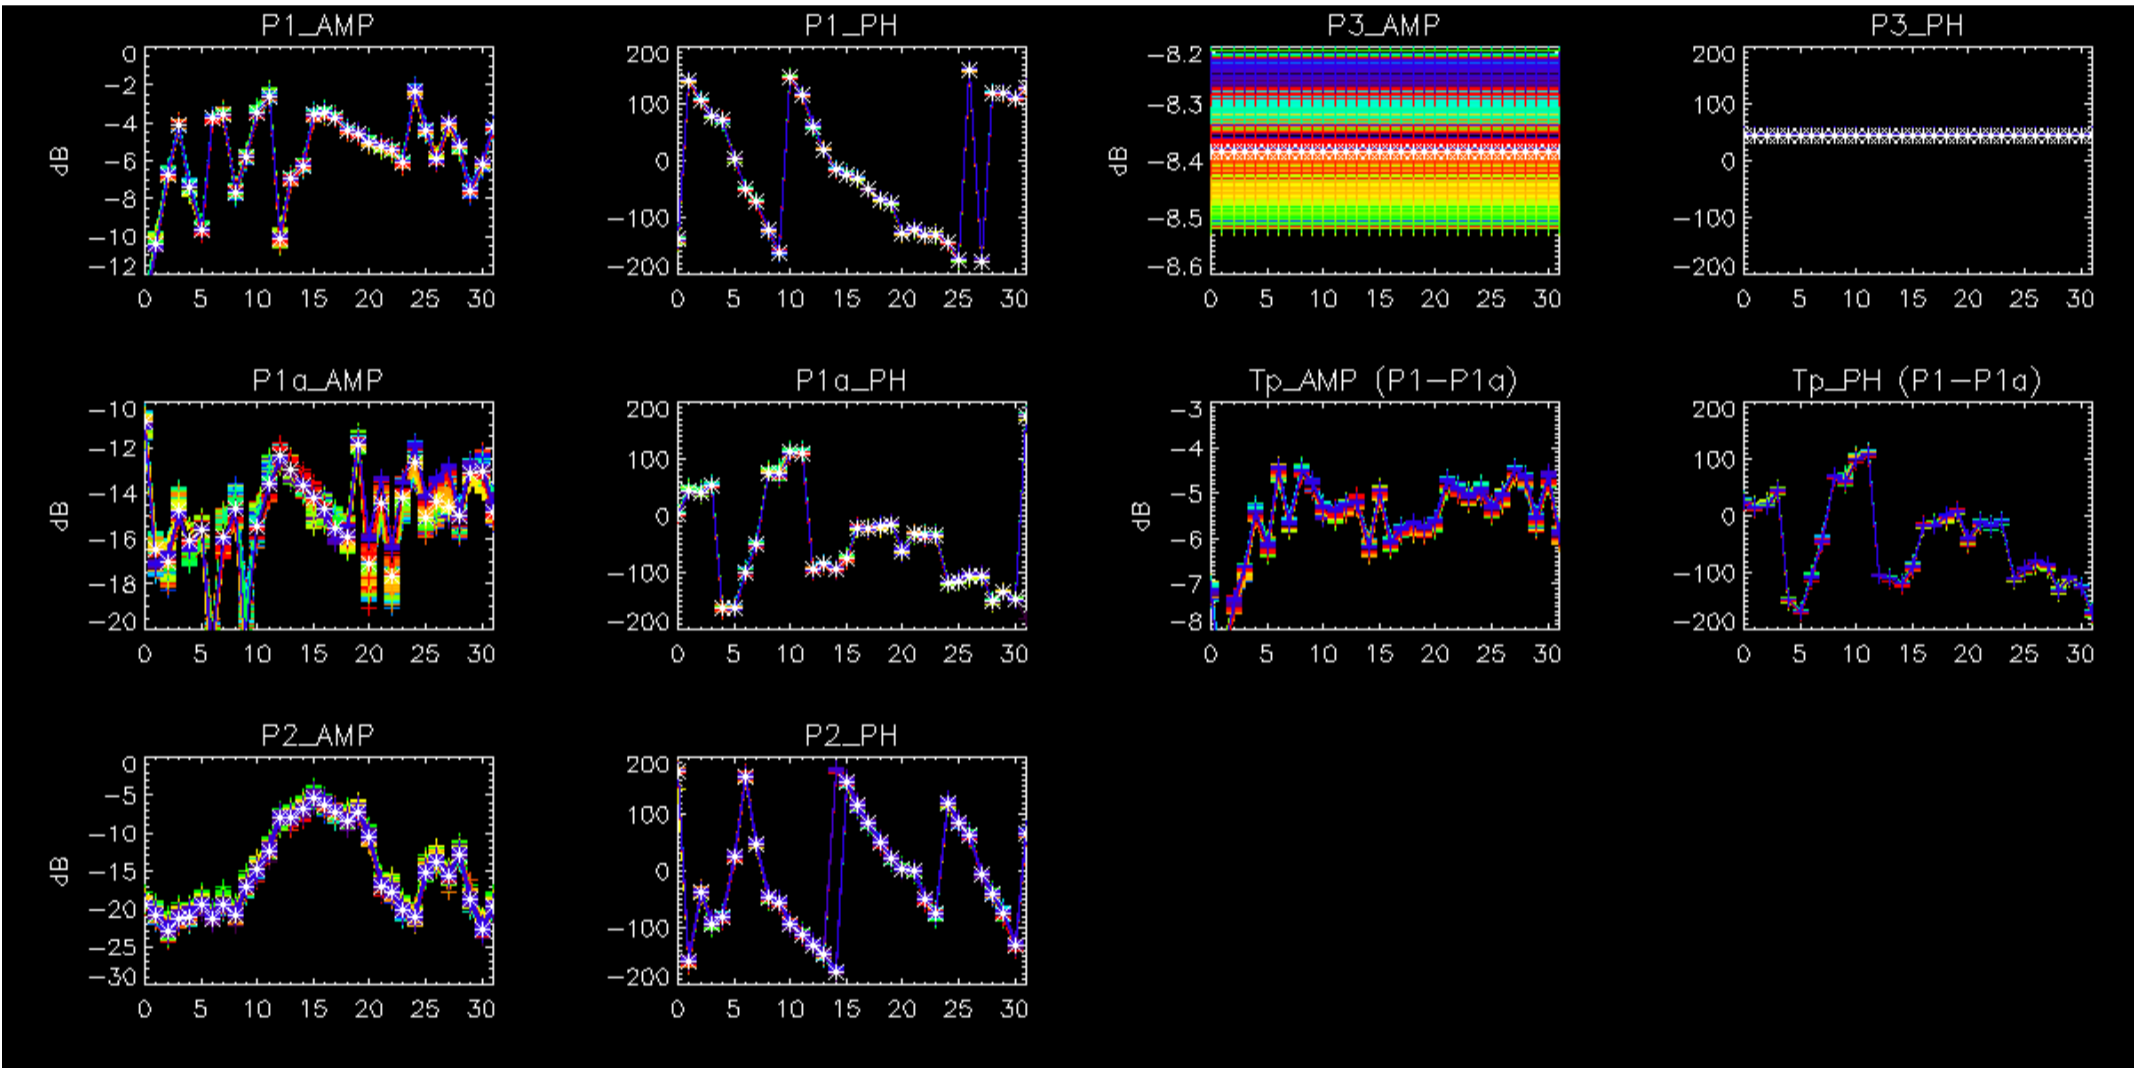 P1_AMP
P1_PH
P3_AMP
P3_PH
0
−2
−4
−6
−8
−10
−12
dB
0 5 10 15 20 25 30
200
100
0
−100
−200
0 5 10 15 20 25 30
−8.2
−8.3
−8.4
−8.5
−8.6
dB
0 5 10 15 20 25 30
200
100
0
−100
−200
0 5 10 15 20 25 30
P1a_AMP
P1a_PH
Tp_AMP (P1−P1a)
Tp_PH (P1−P1a)
−10
−12
−14
−16
−18
−20
dB
0 5 10 15 20 25 30
200
100
0
−100
−200
0 5 10 15 20 25 30
−3
−4
−5
−6
−7
−8
dB
0 5 10 15 20 25 30
200
100
0
−100
−200
0 5 10 15 20 25 30
P2_AMP
P2_PH
0
−5
−10
−15
−20
−25
−30
dB
0 5 10 15 20 25 30
200
100
0
−100
−200
0 5 10 15 20 25 30